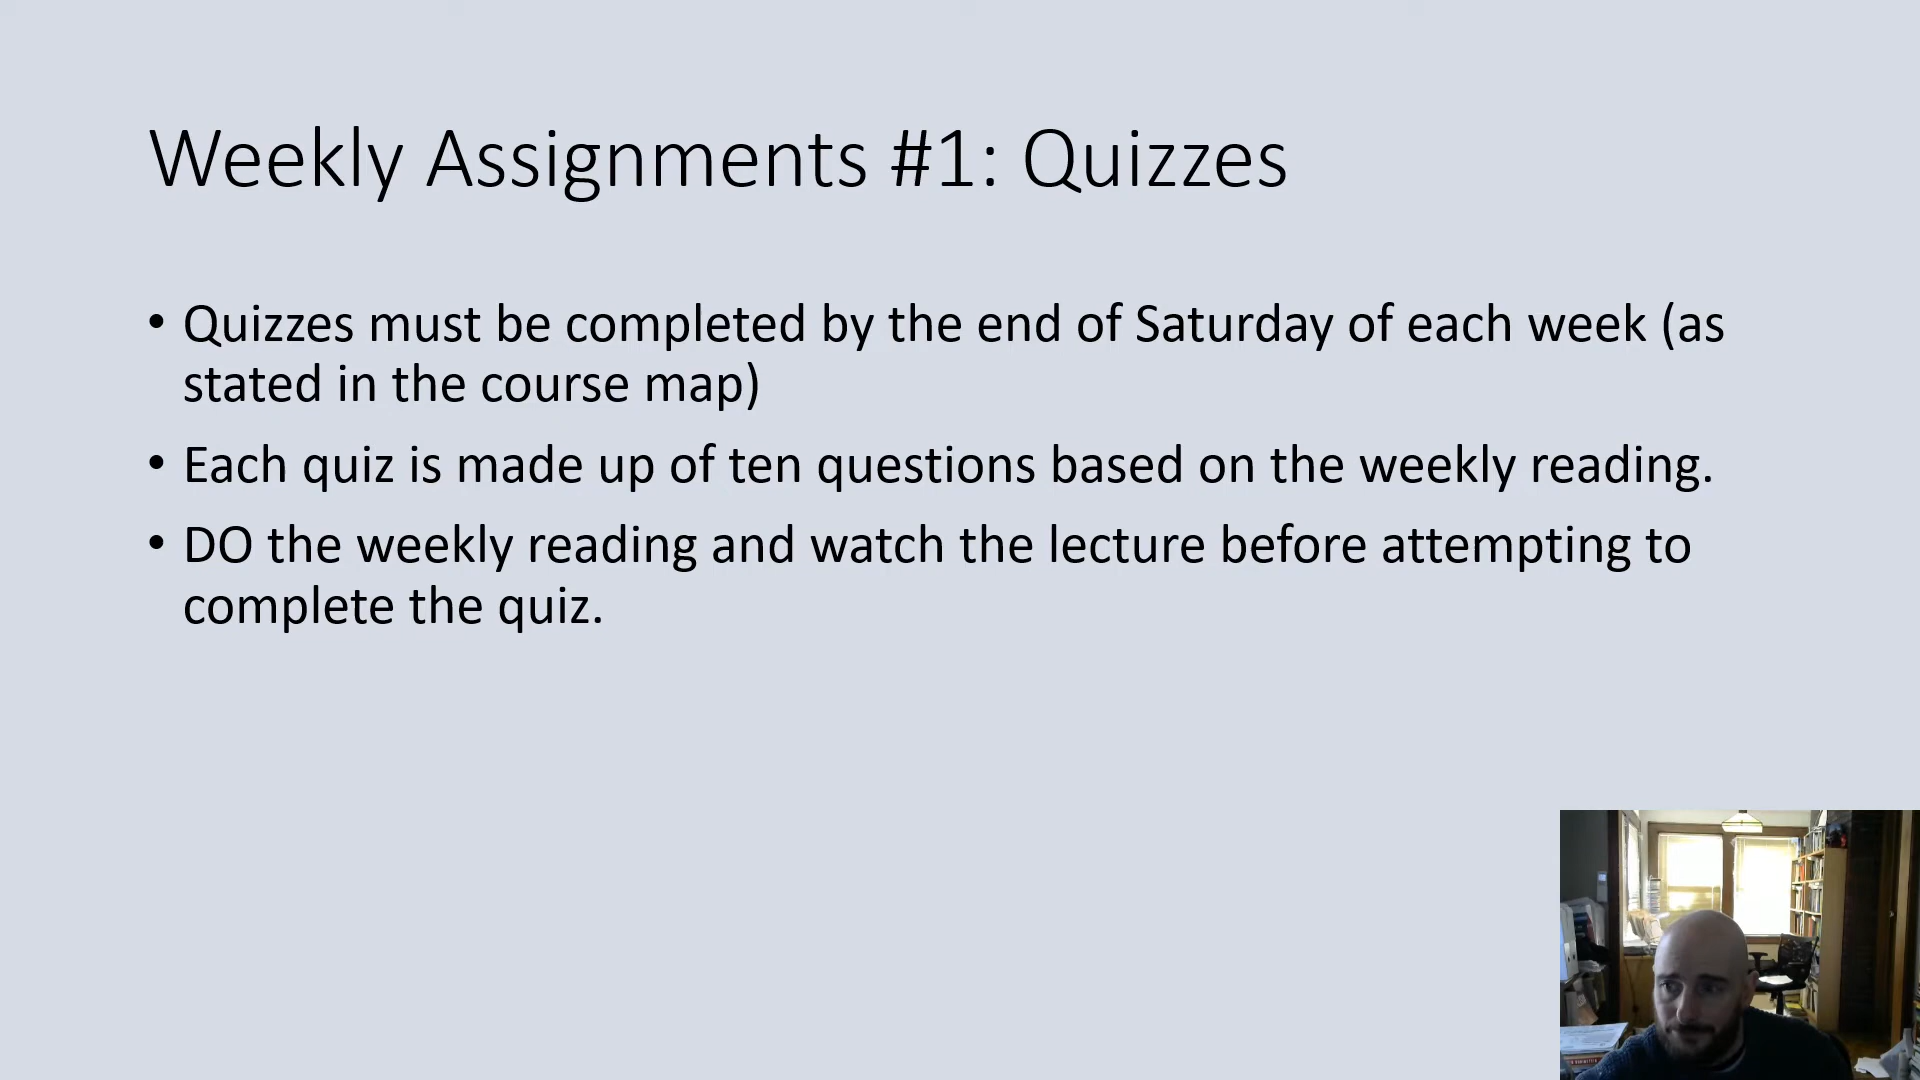 Weekly Assignments #1: Quizzes
• Quizzes must be completed by the end of Saturday of each week (as
stated in the course map)
• Each quiz is made up of ten questions based on the weekly reading.
• DO the weekly reading and watch the lecture before attempting to
complete the quiz.